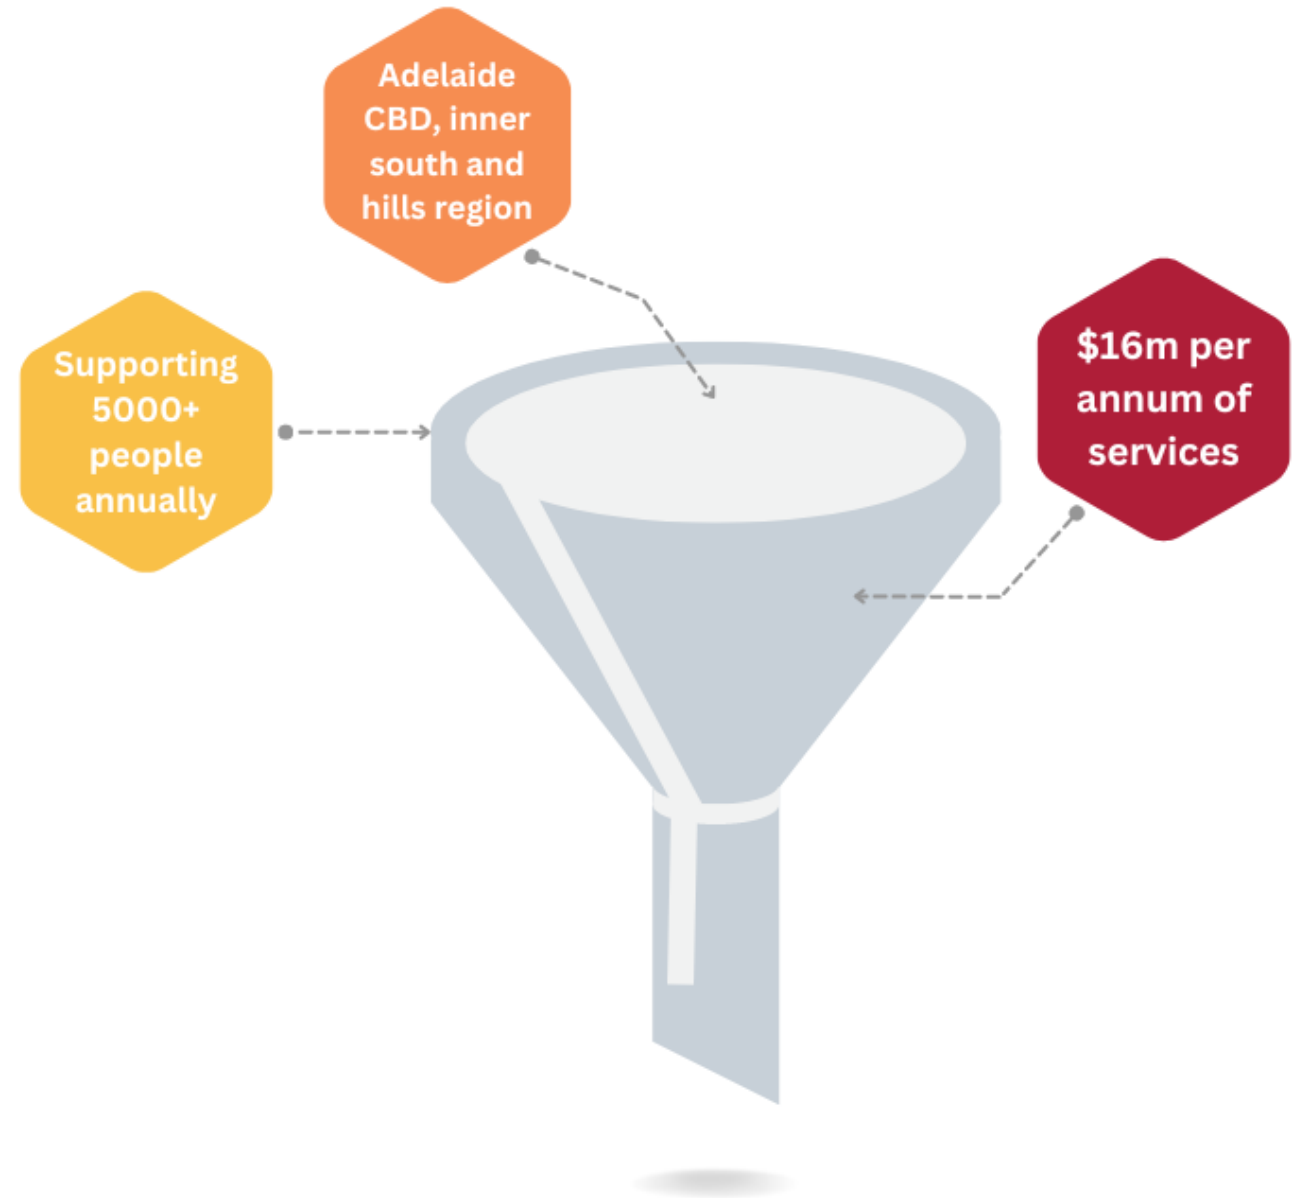 Adelaide
CBD, inner
south and
hills region
Supporting
5000+
people
annually
$16m per
annum of
services